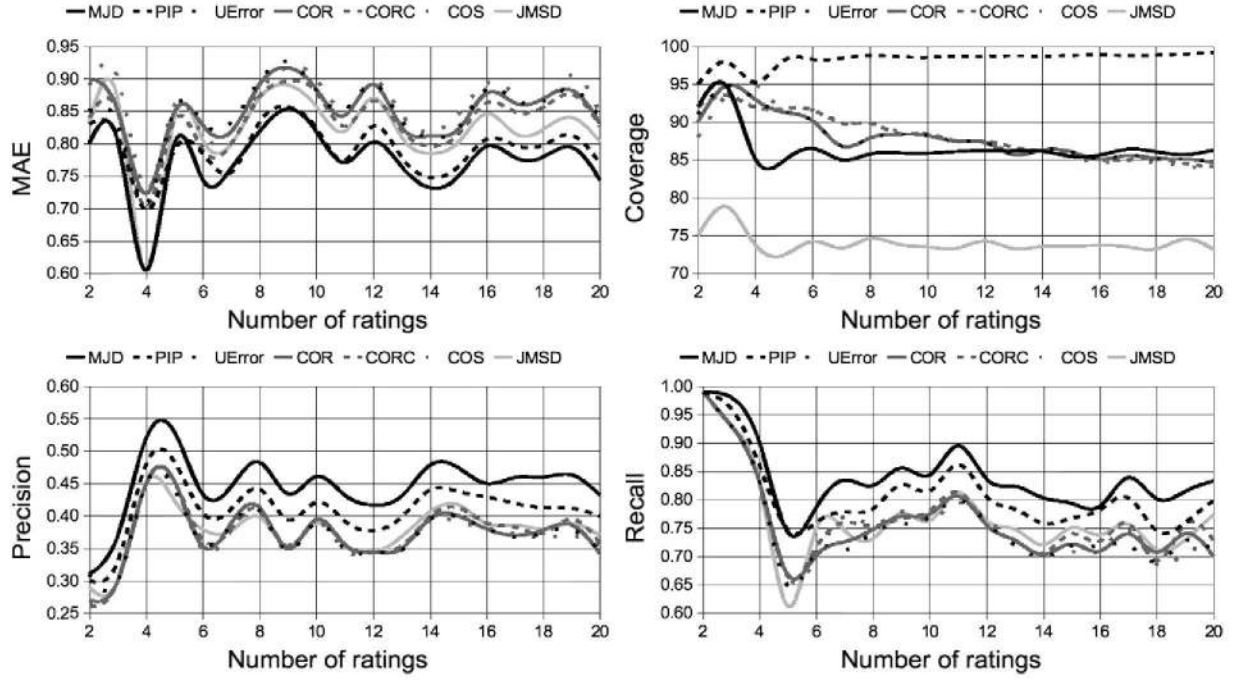 MJD PIP UError COR CORC COS JMSD
0.95
0.90
0.85
0.80
0.75
0.70
0.65
0.60
MAE
2 4 6 8 10 12 14 16 18 20
Number of ratings
MJD PIP UError COR CORC COS JMSD
100
95
90
85
80
75
70
Coverage
2 4 6 8 10 12 14 16 18 20
Number of ratings
MJD PIP UError COR CORC COS JMSD
0.60
0.55
0.50
0.45
0.40
0.35
0.30
0.25
Precision
2 4 6 8 10 12 14 16 18 20
Number of ratings
MJD PIP UError COR CORC COS JMSD
1.00
0.95
0.90
0.85
0.80
0.75
0.70
0.65
0.60
Recall
2 4 6 8 10 12 14 16 18 20
Number of ratings